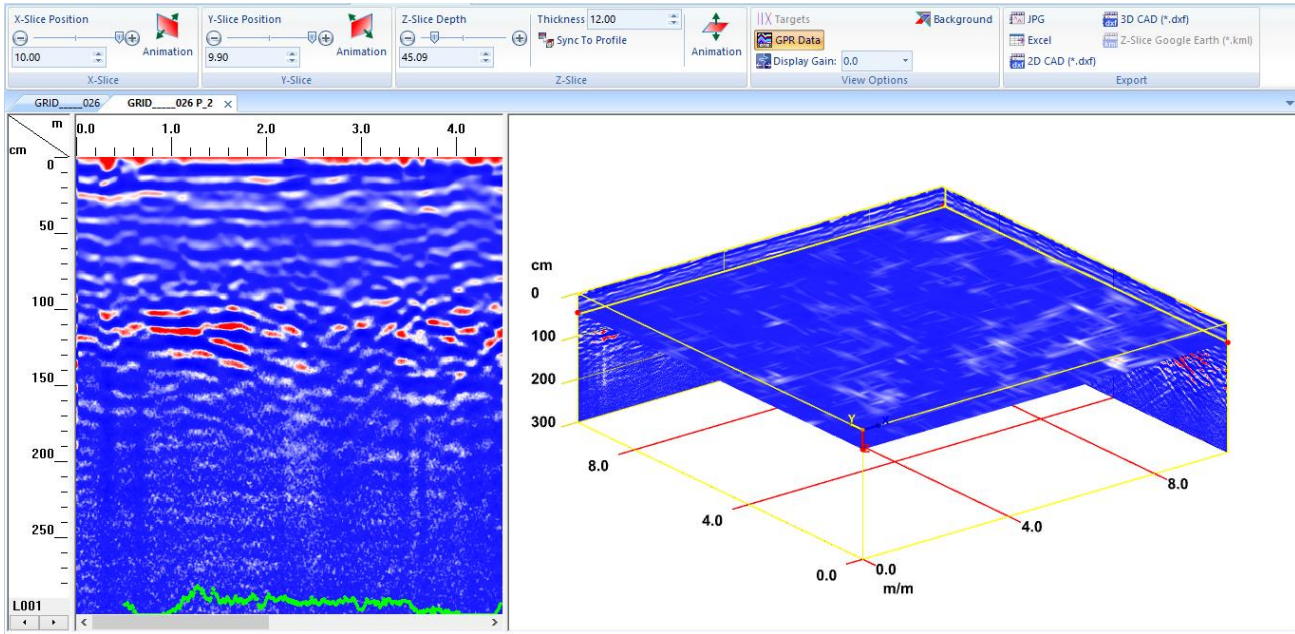 X-Slice Position
10.00
Animation
X-Slice
Y-Slice Position
9.90
Animation
Y-Slice
Z-Slice Depth
45.09
Thickness 12.00
Sync To Profile
Animation
Z-Slice
Targets
GPR Data
Display Gain: 0.0
Background
View Options
JPG
Excel
2D CAD (*.dxf)
3D CAD (*.dxf)
Z-Slice Google Earth (*.kml)
Export
GRID_____026
GRID_____026 P_2 ×
m
cm
0.0 1.0 2.0 3.0 4.0
0
50
100
150
200
250
L001
cm
0
100
200
300
Y X
8.0
4.0
0.0
0.0
4.0
8.0
m/m